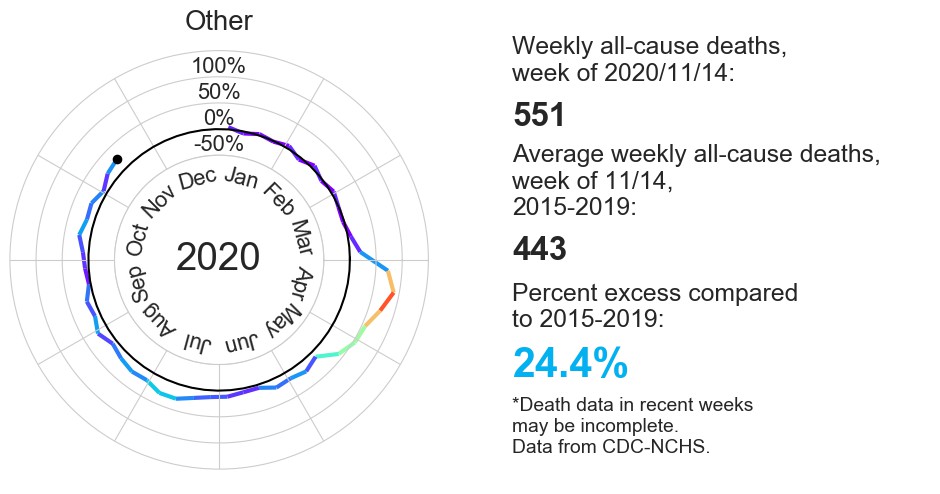 Other
100%
50%
0%
-50%
Jan
Feb
Mar
Apr
May
Jun
Jul
Aug
Sep
Oct
Nov
Dec
2020
Weekly all-cause deaths,
week of 2020/11/14:
551
Average weekly all-cause deaths,
week of 11/14,
2015-2019:
443
Percent excess compared
to 2015-2019:
24.4%
*Death data in recent weeks
may be incomplete.
Data from CDC-NCHS.